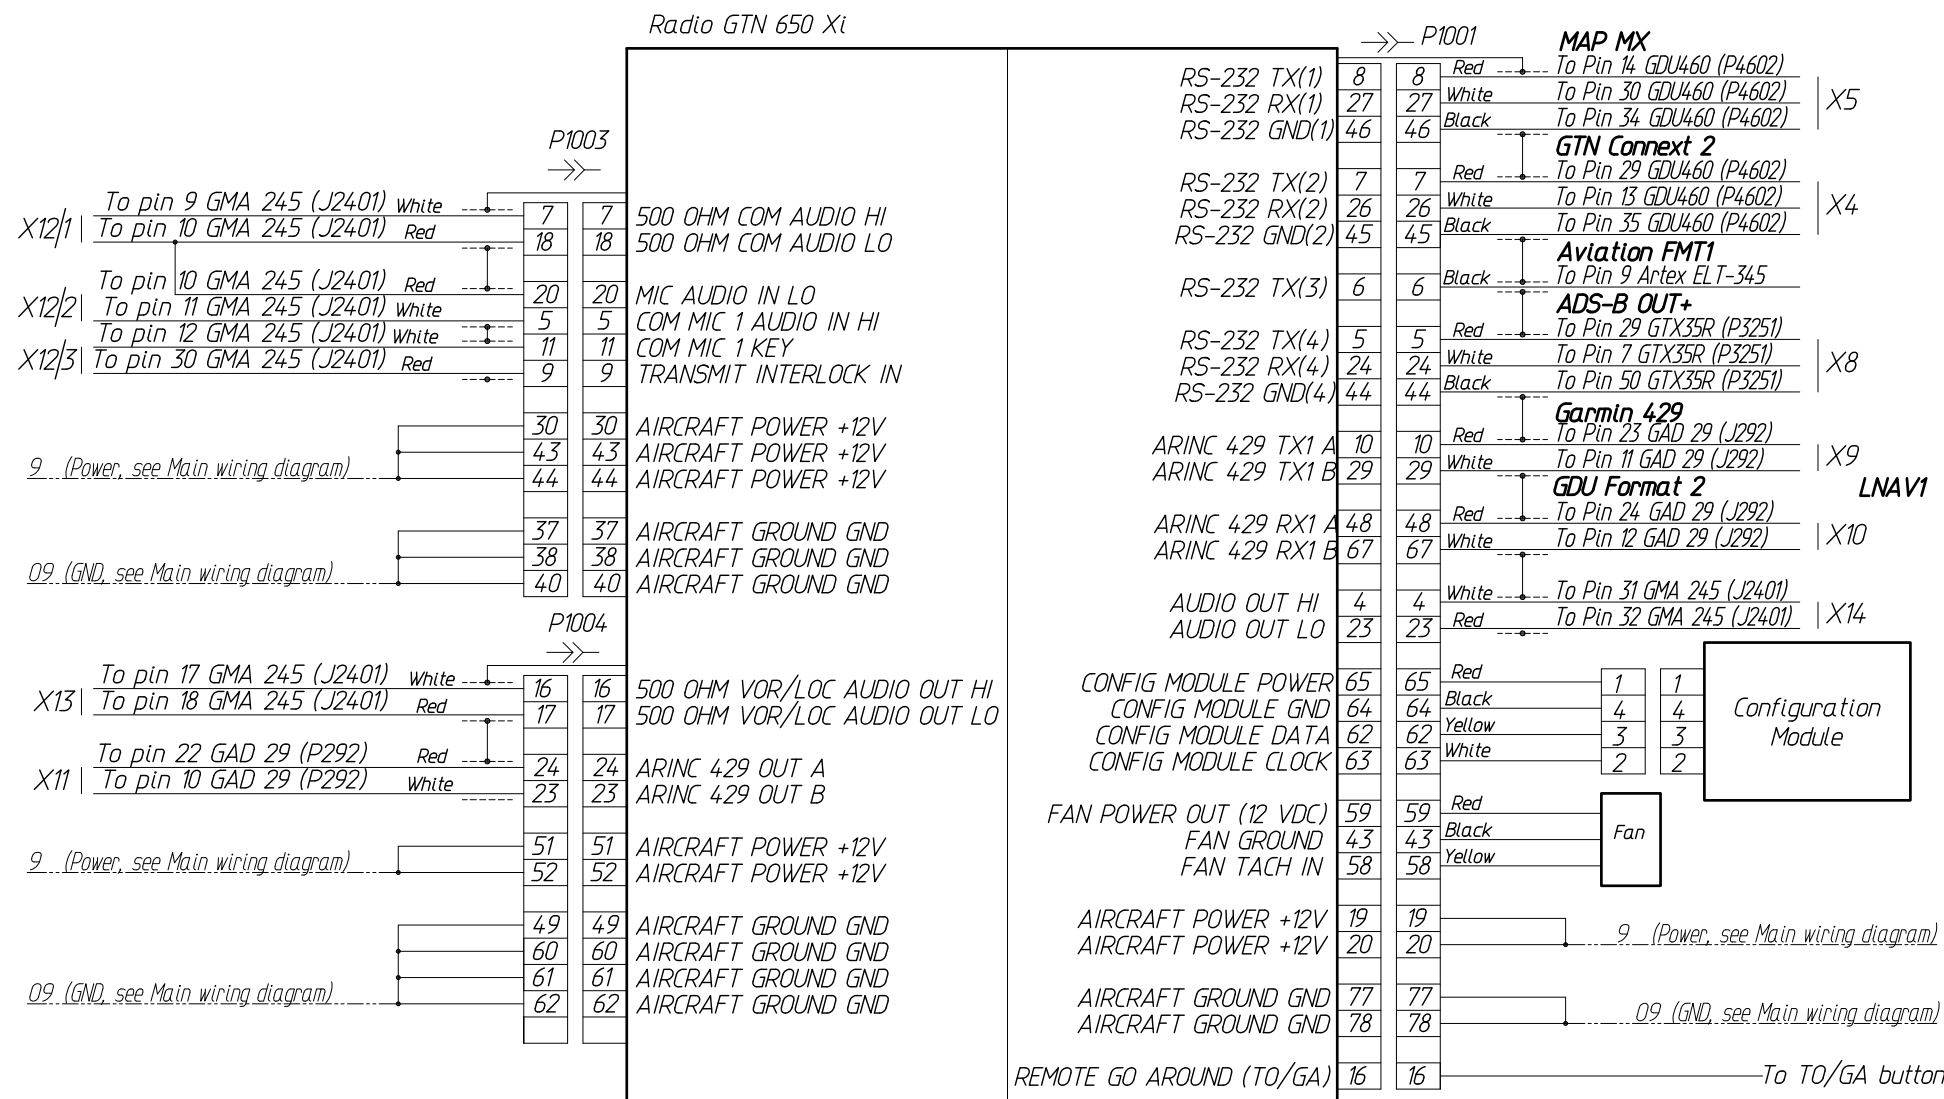 Radio GTN 650 Xi
P1003
To pin 9 GMA 245 (J2401) White 7 7 500 OHM COM AUDIO HI
X12/1 To pin 10 GMA 245 (J2401) Red 18 18 500 OHM COM AUDIO LO
To pin 10 GMA 245 (J2401) Red 20 20 MIC AUDIO IN LO
X12/2 To pin 11 GMA 245 (J2401) White 5 5 COM MIC 1 AUDIO IN HI
To pin 12 GMA 245 (J2401) White 11 11 COM MIC 1 KEY
X12/3 To pin 30 GMA 245 (J2401) Red 9 9 TRANSMIT INTERLOCK IN
30 30 AIRCRAFT POWER +12V
43 43 AIRCRAFT POWER +12V
9 (Power, see Main wiring diagram) 44 44 AIRCRAFT POWER +12V
37 37 AIRCRAFT GROUND GND
38 38 AIRCRAFT GROUND GND
09 (GND, see Main wiring diagram) 40 40 AIRCRAFT GROUND GND
P1004
To pin 17 GMA 245 (J2401) White 16 16 500 OHM VOR/LOC AUDIO OUT HI
X13 To pin 18 GMA 245 (J2401) Red 17 17 500 OHM VOR/LOC AUDIO OUT LO
To pin 22 GAD 29 (P292) Red 24 24 ARINC 429 OUT A
X11 To pin 10 GAD 29 (P292) White 23 23 ARINC 429 OUT B
51 51 AIRCRAFT POWER +12V
9 (Power, see Main wiring diagram) 52 52 AIRCRAFT POWER +12V
49 49 AIRCRAFT GROUND GND
60 60 AIRCRAFT GROUND GND
61 61 AIRCRAFT GROUND GND
09 (GND, see Main wiring diagram) 62 62 AIRCRAFT GROUND GND
P1001
MAP MX
RS-232 TX(1) 8 8 Red To Pin 14 GDU460 (P4602)
RS-232 RX(1) 27 27 White To Pin 30 GDU460 (P4602) X5
RS-232 GND(1) 46 46 Black To Pin 34 GDU460 (P4602)
GTN Connext 2
RS-232 TX(2) 7 7 Red To Pin 29 GDU460 (P4602)
RS-232 RX(2) 26 26 White To Pin 13 GDU460 (P4602) X4
RS-232 GND(2) 45 45 Black To Pin 35 GDU460 (P4602)
Aviation FMT1
RS-232 TX(3) 6 6 Black To Pin 9 Artex ELT-345
ADS-B OUT+
RS-232 TX(4) 5 5 Red To Pin 29 GTX35R (P3251)
RS-232 RX(4) 24 24 White To Pin 7 GTX35R (P3251) X8
RS-232 GND(4) 44 44 Black To Pin 50 GTX35R (P3251)
Garmin 429
ARINC 429 TX1 A 10 10 Red To Pin 23 GAD 29 (J292)
ARINC 429 TX1 B 29 29 White To Pin 11 GAD 29 (J292) X9
GDU Format 2 LNAV1
ARINC 429 RX1 A 48 48 Red To Pin 24 GAD 29 (J292)
ARINC 429 RX1 B 67 67 White To Pin 12 GAD 29 (J292) X10
AUDIO OUT HI 4 4 White To Pin 31 GMA 245 (J2401)
AUDIO OUT LO 23 23 Red To Pin 32 GMA 245 (J2401) X14
CONFIG MODULE POWER 65 65 Red 1 1
CONFIG MODULE GND 64 64 Black 4 4
CONFIG MODULE DATA 62 62 Yellow 3 3
CONFIG MODULE CLOCK 63 63 White 2 2
Configuration
Module
FAN POWER OUT (12 VDC) 59 59 Red
FAN GROUND 43 43 Black Fan
FAN TACH IN 58 58 Yellow
AIRCRAFT POWER +12V 19 19
AIRCRAFT POWER +12V 20 20 9 (Power, see Main wiring diagram)
AIRCRAFT GROUND GND 77 77
AIRCRAFT GROUND GND 78 78 09 (GND, see Main wiring diagram)
REMOTE GO AROUND (TO/GA) 16 16 To TO/GA button